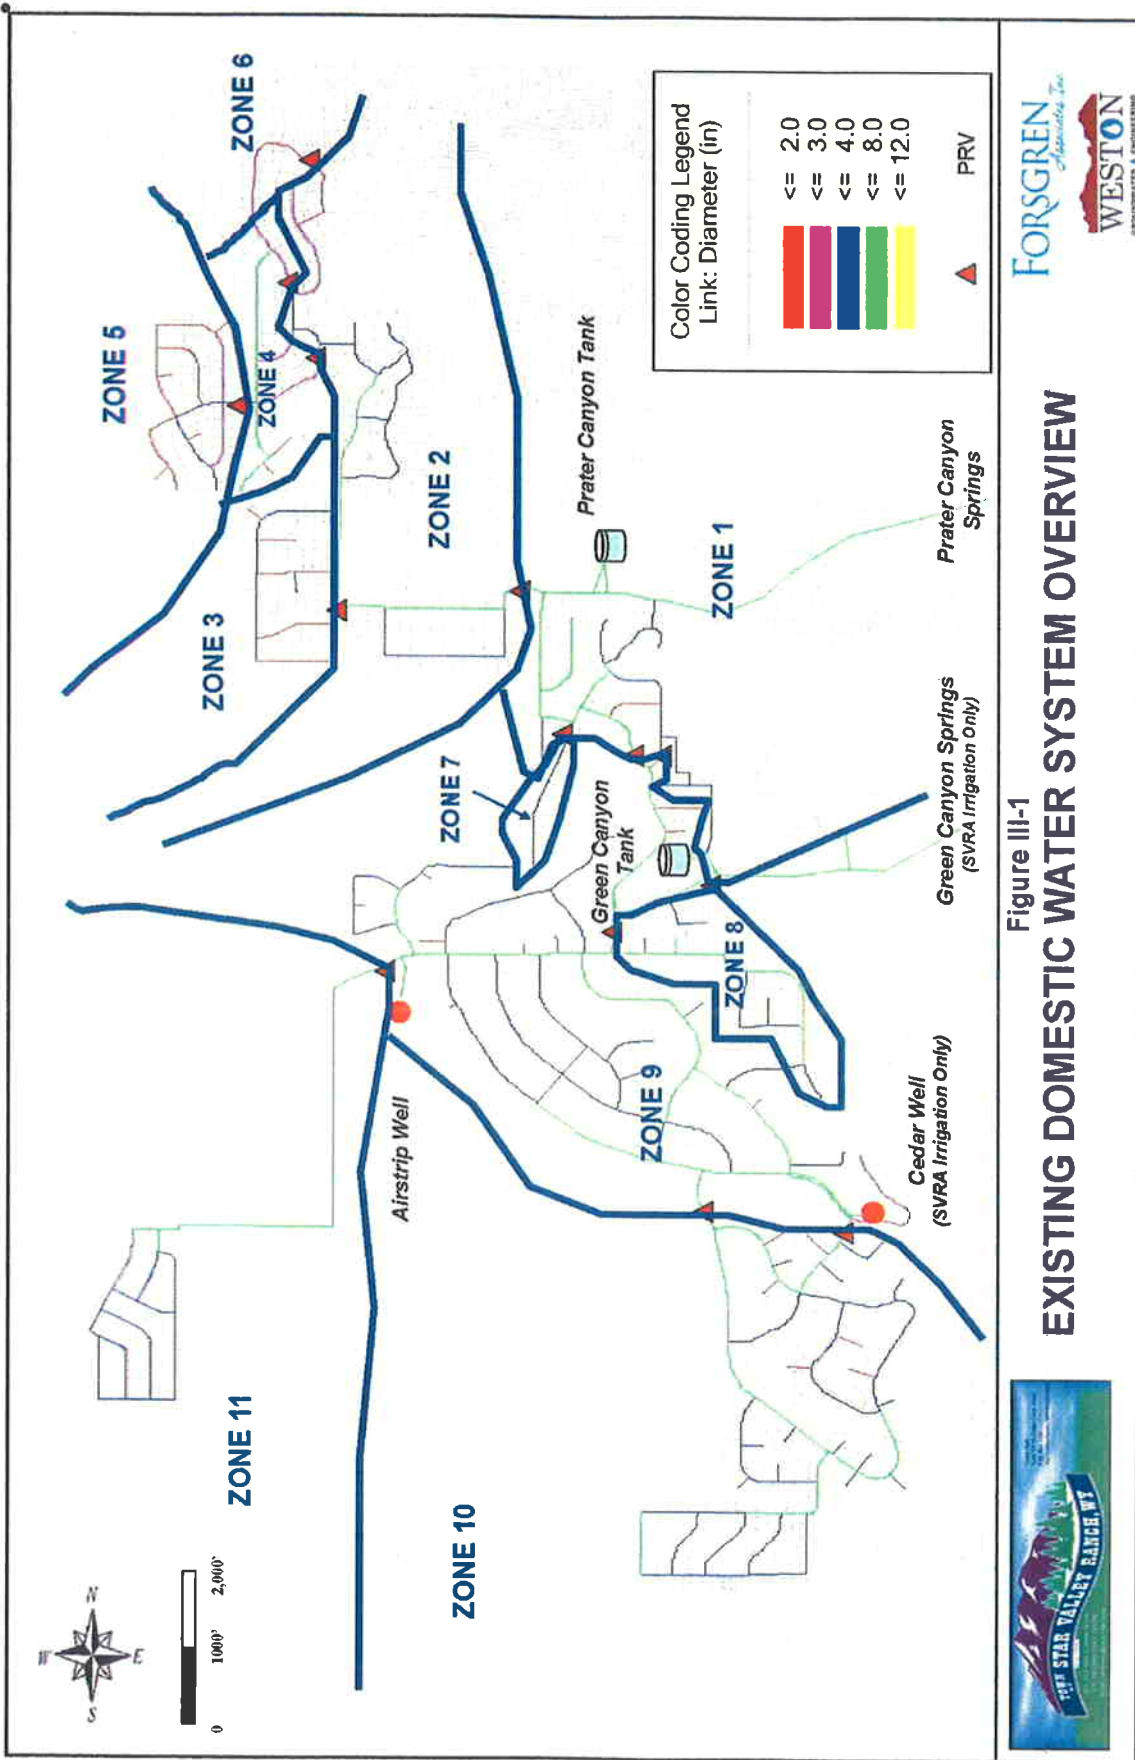 ZONE 6
ZONE 5
ZONE 4
ZONE 3
ZONE 2
ZONE 1
ZONE 7
ZONE 8
ZONE 9
ZONE 10
ZONE 11
Prater Canyon Tank
Prater Canyon
Springs
Green Canyon
Tank
Green Canyon Springs
(SVRA Irrigation Only)
Airstrip Well
Cedar Well
(SVRA Irrigation Only)
Color Coding Legend
Link: Diameter (in)
<= 2.0
<= 3.0
<= 4.0
<= 8.0
<= 12.0
PRV
N
W
E
S
0
1000'
2,000'
TOWN OF STAR VALLEY RANCH, WY
Figure III-1
EXISTING DOMESTIC WATER SYSTEM OVERVIEW
FORSGREN
Associates Inc.
WESTON